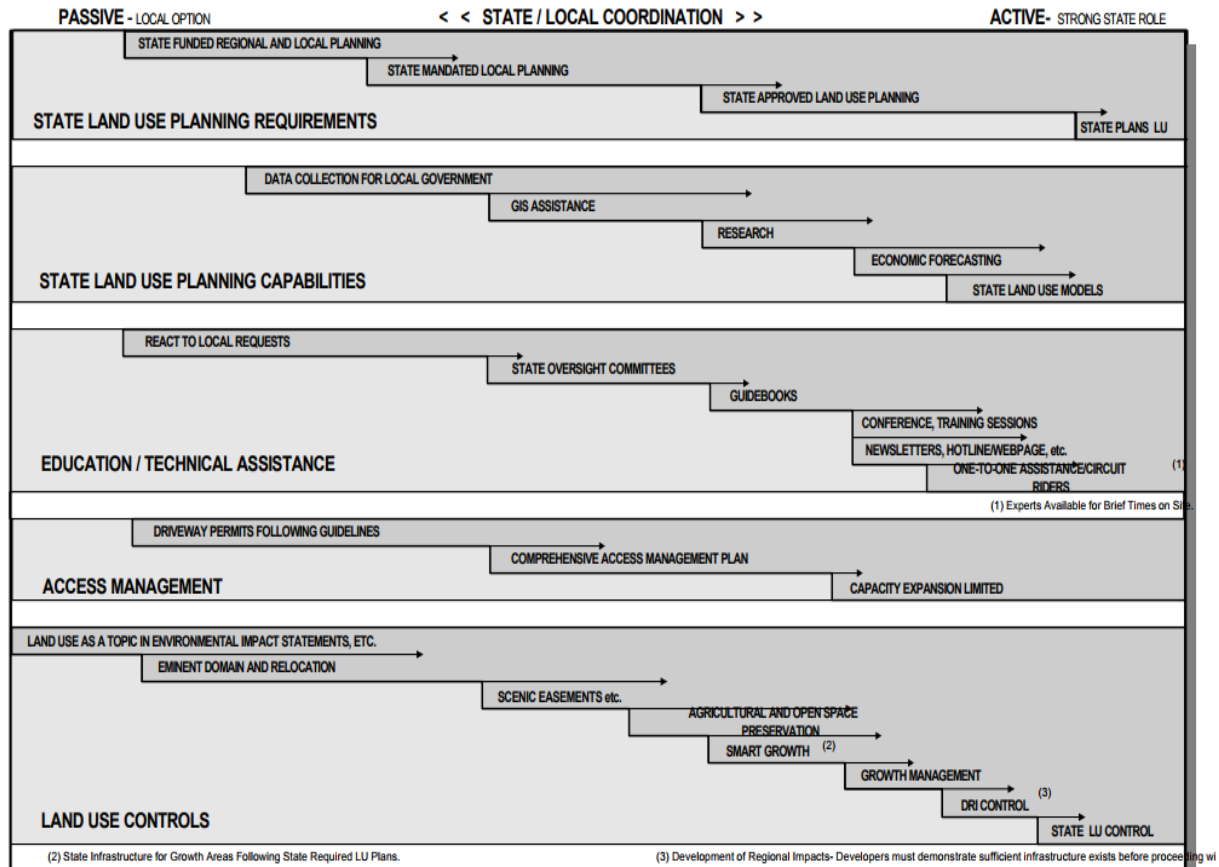 PASSIVE - LOCAL OPTION < < STATE / LOCAL COORDINATION > > ACTIVE- STRONG STATE ROLE
STATE FUNDED REGIONAL AND LOCAL PLANNING
STATE MANDATED LOCAL PLANNING
STATE APPROVED LAND USE PLANNING
STATE LAND USE PLANNING REQUIREMENTS
STATE PLANS LU
DATA COLLECTION FOR LOCAL GOVERNMENT
GIS ASSISTANCE
RESEARCH
ECONOMIC FORECASTING
STATE LAND USE PLANNING CAPABILITIES
STATE LAND USE MODELS
REACT TO LOCAL REQUESTS
STATE OVERSIGHT COMMITTEES
GUIDEBOOKS
CONFERENCE, TRAINING SESSIONS
NEWSLETTERS, HOTLINE/WEBPAGE, etc.
EDUCATION / TECHNICAL ASSISTANCE
ONE-TO-ONE ASSISTANCE/CIRCUIT (1)
RIDERS
(1) Experts Available for Brief Times on Site.
DRIVEWAY PERMITS FOLLOWING GUIDELINES
COMPREHENSIVE ACCESS MANAGEMENT PLAN
ACCESS MANAGEMENT
CAPACITY EXPANSION LIMITED
LAND USE AS A TOPIC IN ENVIRONMENTAL IMPACT STATEMENTS, ETC.
EMINENT DOMAIN AND RELOCATION
SCENIC EASEMENTS etc.
AGRICULTURAL AND OPEN SPACE
PRESERVATION
SMART GROWTH (2)
GROWTH MANAGEMENT
DRI CONTROL (3)
LAND USE CONTROLS
STATE LU CONTROL
(2) State Infrastructure for Growth Areas Following State Required LU Plans.
(3) Development of Regional Impacts- Developers must demonstrate sufficient infrastructure exists before proceeding wi